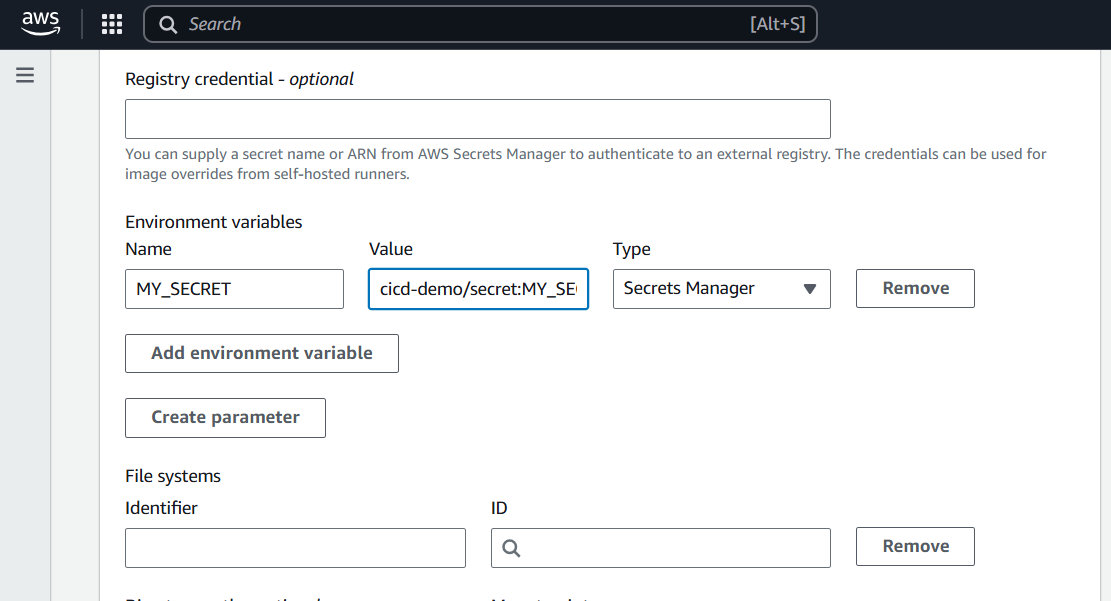 aws
Search [Alt+S]
Registry credential - optional
You can supply a secret name or ARN from AWS Secrets Manager to authenticate to an external registry. The credentials can be used for
image overrides from self-hosted runners.
Environment variables
Name Value Type
MY_SECRET cicd-demo/secret:MY_SE Secrets Manager Remove
Add environment variable
Create parameter
File systems
Identifier ID
Remove